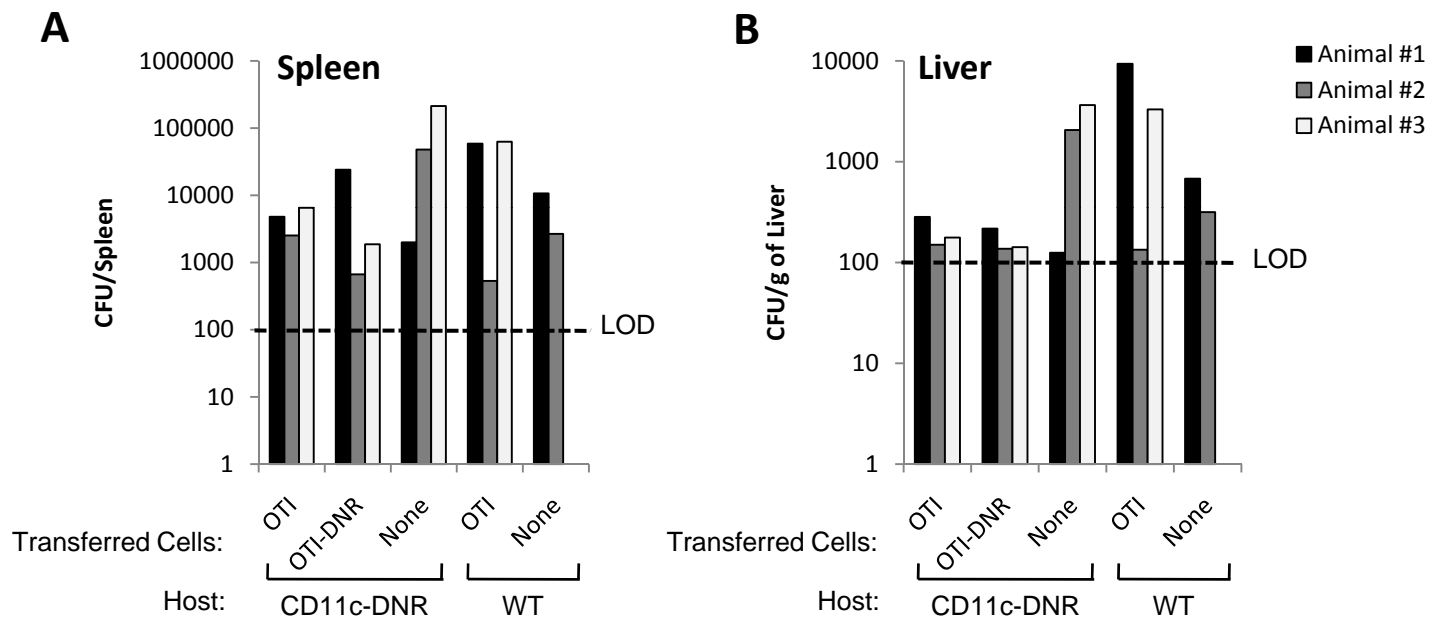 A
Spleen
CFU/Spleen
1000000
100000
10000
1000
100
10
1
LOD
OTI
OTI-DNR
None
OTI
None
Transferred Cells:
Host:
CD11c-DNR
WT
B
Liver
CFU/g of Liver
10000
1000
100
10
1
LOD
OTI
OTI-DNR
None
OTI
None
Transferred Cells:
Host:
CD11c-DNR
WT
Animal #1
Animal #2
Animal #3